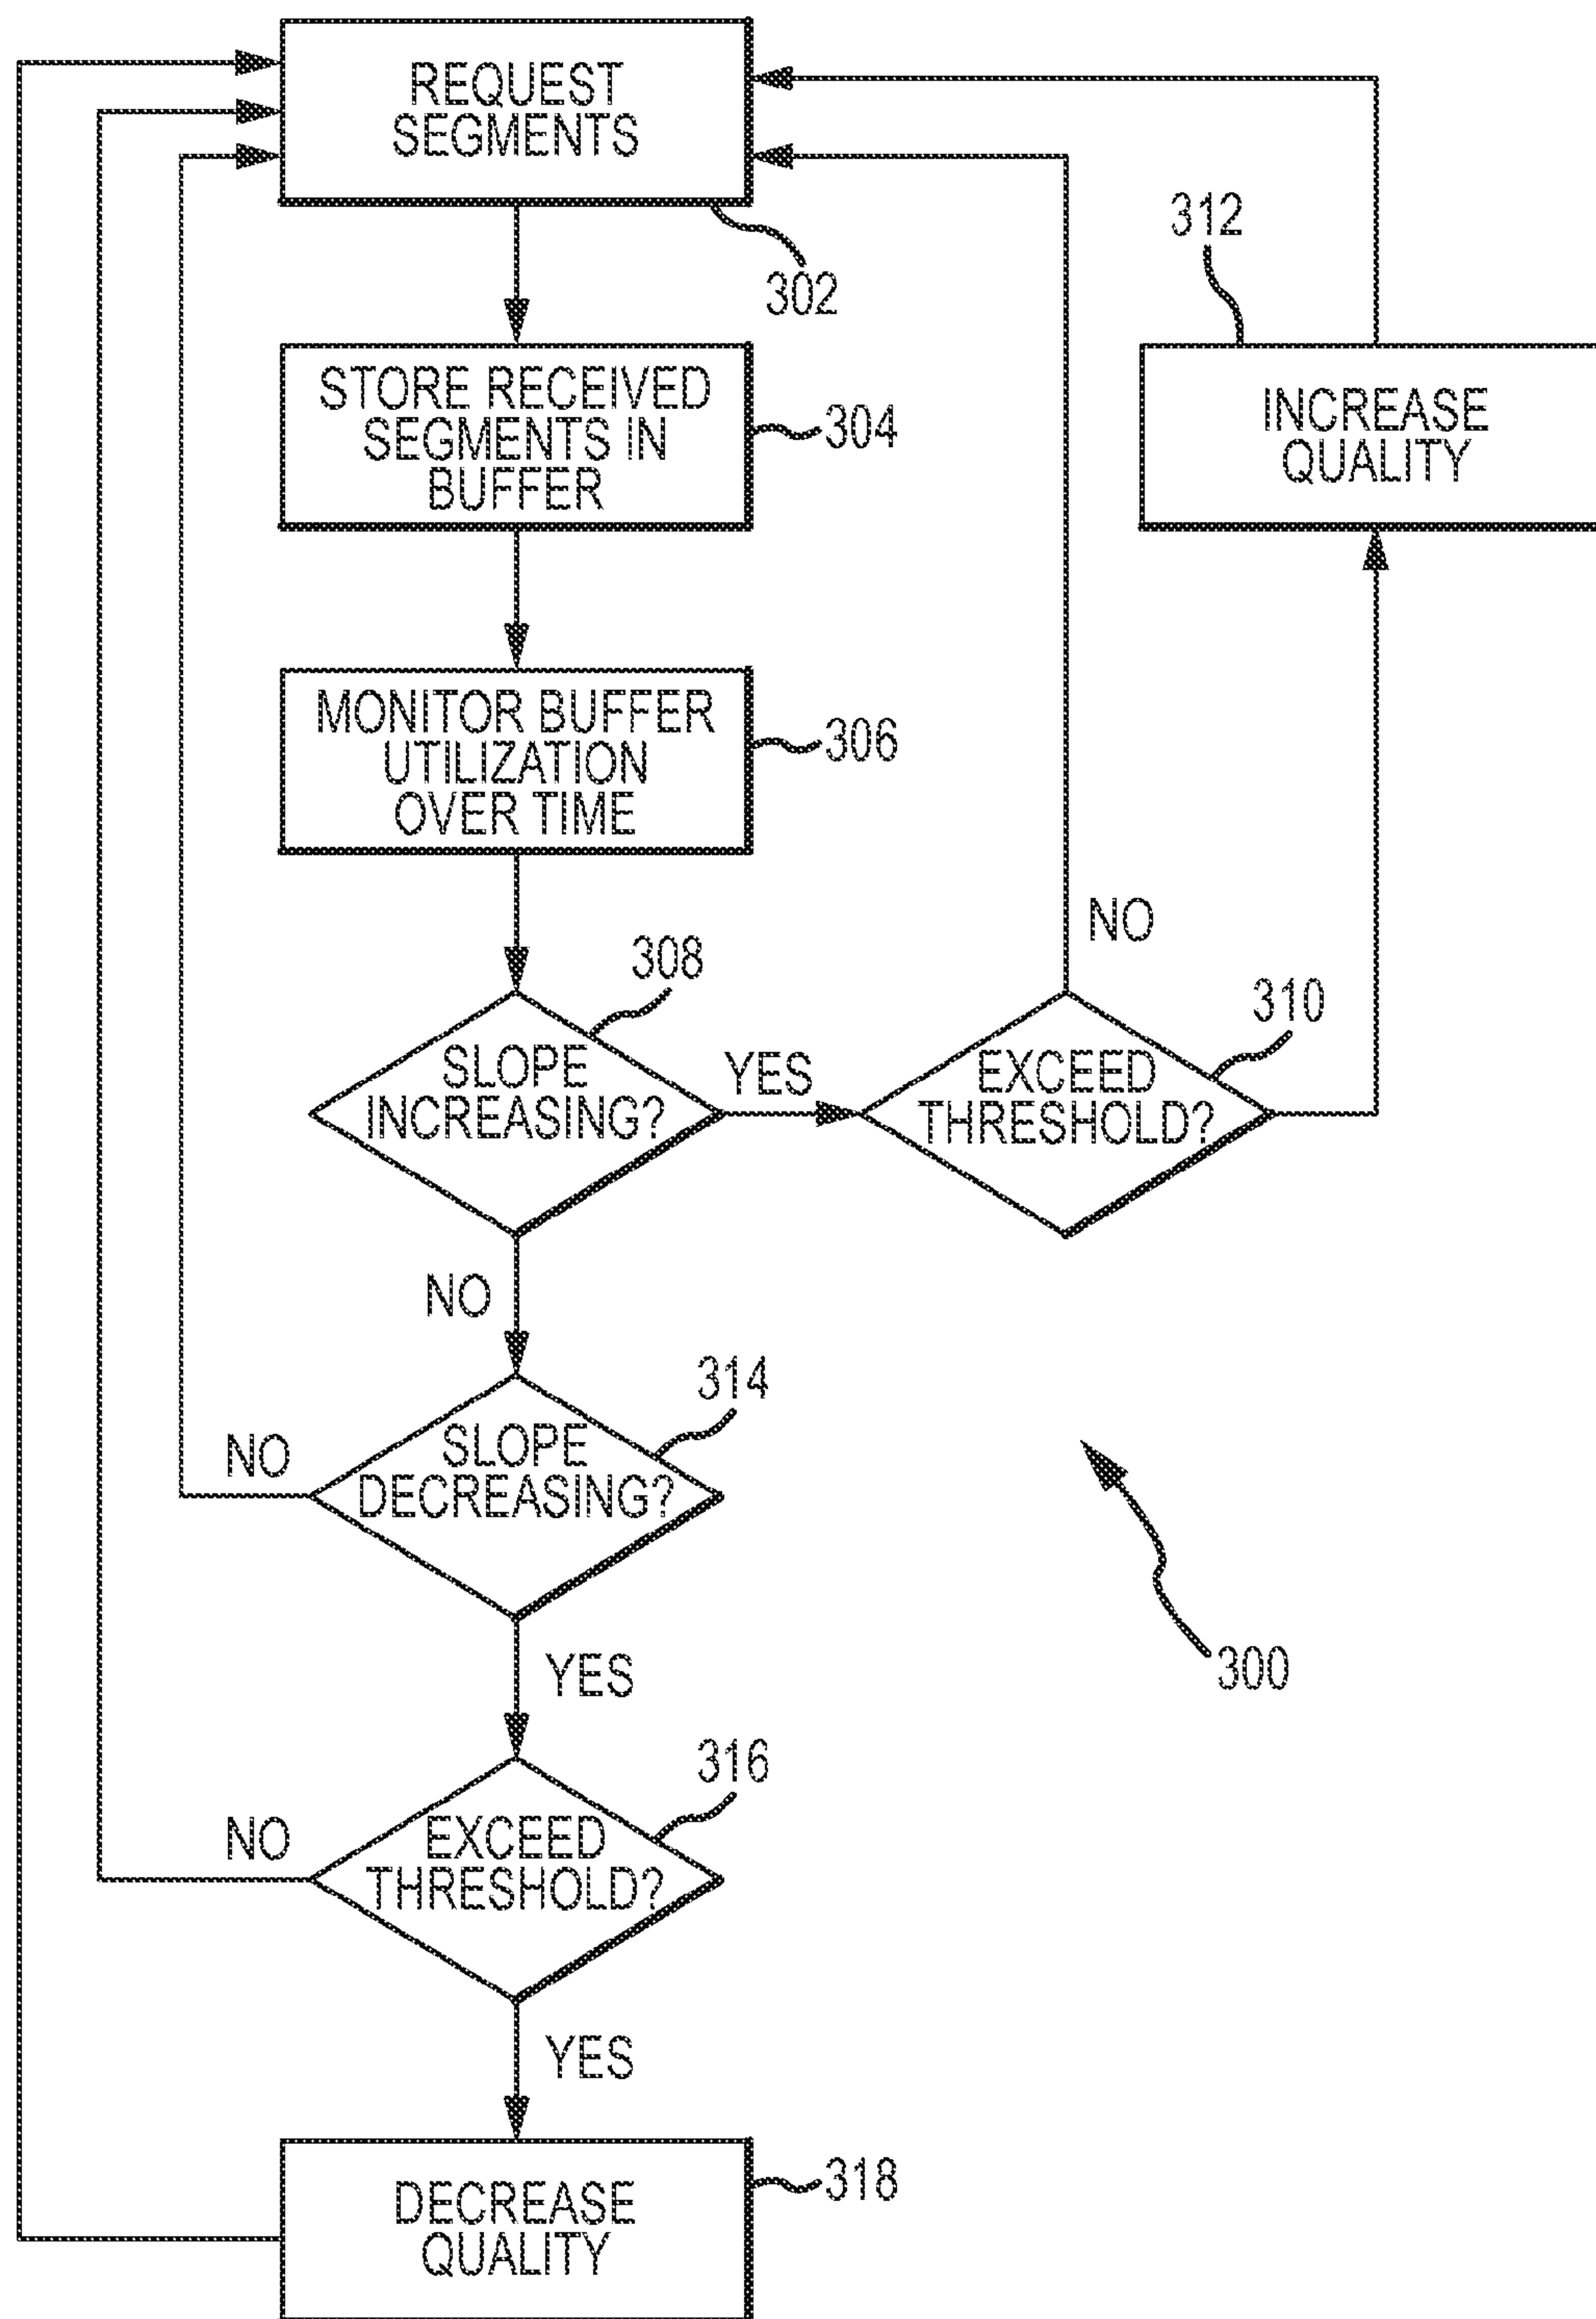 REQUEST
SEGMENTS
302
312
STORE RECEIVED
SEGMENTS IN
BUFFER
304
INCREASE
QUALITY
MONITOR BUFFER
UTILIZATION
OVER TIME
306
NO
308
310
SLOPE
INCREASING?
YES
EXCEED
THRESHOLD?
NO
314
SLOPE
DECREASING?
NO
300
YES
316
EXCEED
THRESHOLD?
NO
YES
318
DECREASE
QUALITY